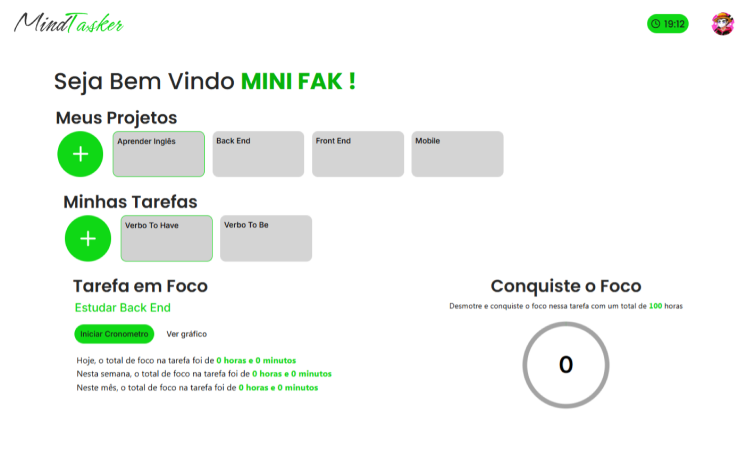 MindTasker
19:12
Seja Bem Vindo MINI FAK !
Meus Projetos
+
Aprender Inglês
Back End
Front End
Mobile
Minhas Tarefas
+
Verbo To Have
Verbo To Be
Tarefa em Foco
Estudar Back End
Iniciar Cronometro
Ver gráfico
Hoje, o total de foco na tarefa foi de 0 horas e 0 minutos
Nesta semana, o total de foco na tarefa foi de 0 horas e 0 minutos
Neste mês, o total de foco na tarefa foi de 0 horas e 0 minutos
Conquiste o Foco
Desmotre e conquiste o foco nessa tarefa com um total de 100 horas
0